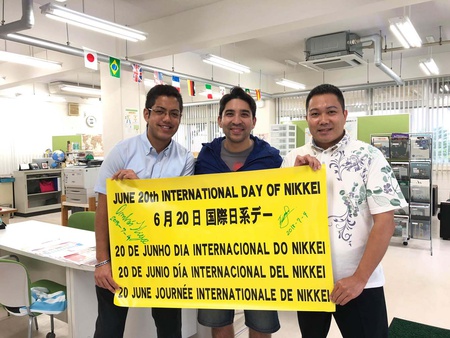 JUNE 20th INTERNATIONAL DAY OF NIKKEI
6月20日国際日系デー
20 DE JUNHO DIA INTERNACIONAL DO NIKKEI
20 DE JUNIO DÍA INTERNACIONAL DEL NIKKEI
20 JUNE JOURNÉE INTERNATIONALE DE NIKKEI